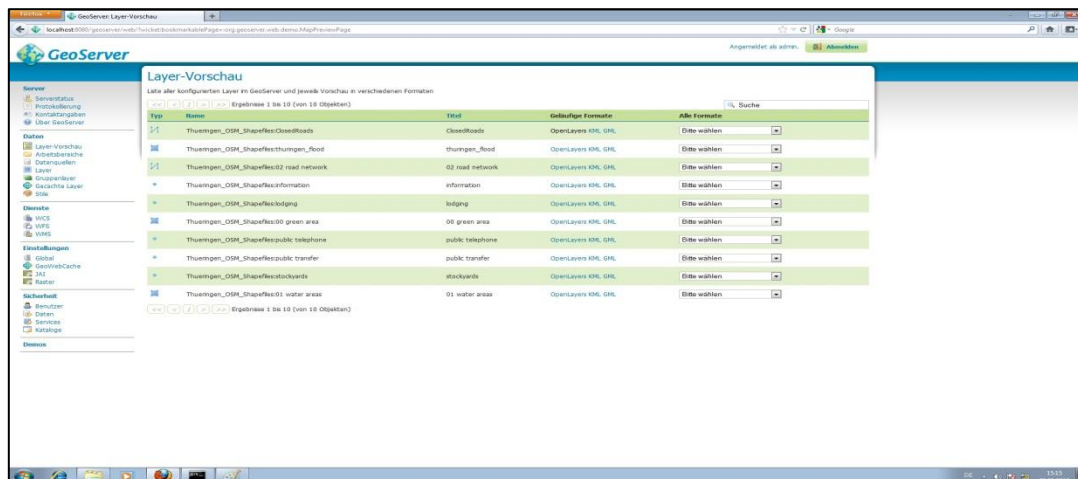 GeoServer: Layer-Vorschau
localhost:8080/geoserver/web/?wicket:bookmarkablePage=:org.geoserver.web.demo.MapPreviewPage
Google
GeoServer
Angemeldet als admin.
Abmelden
Server
Serverstatus
Protokollierung
Kontaktangaben
Über GeoServer
Daten
Layer-Vorschau
Arbeitsbereiche
Datenquellen
Layer
Gruppenlayer
Gecachte Layer
Stile
Dienste
WCS
WFS
WMS
Einstellungen
Global
GeoWebCache
JAI
Raster
Sicherheit
Benutzer
Daten
Services
Kataloge
Demos
Layer-Vorschau
Liste aller konfigurierten Layer im GeoServer und jeweils Vorschau in verschiedenen Formaten
<< < 1 > >> Ergebnisse 1 bis 10 (von 10 Objekten)
Suche
Typ Name Titel Geläufige Formate Alle Formate
Thueringen_OSM_Shapefiles:ClosedRoads ClosedRoads OpenLayers KML GML Bitte wählen
Thueringen_OSM_Shapefiles:thuringen_flood thuringen_flood OpenLayers KML GML Bitte wählen
Thueringen_OSM_Shapefiles:02 road network 02 road network OpenLayers KML GML Bitte wählen
Thueringen_OSM_Shapefiles:information information OpenLayers KML GML Bitte wählen
Thueringen_OSM_Shapefiles:lodging lodging OpenLayers KML GML Bitte wählen
Thueringen_OSM_Shapefiles:00 green area 00 green area OpenLayers KML GML Bitte wählen
Thueringen_OSM_Shapefiles:public telephone public telephone OpenLayers KML GML Bitte wählen
Thueringen_OSM_Shapefiles:public transfer public transfer OpenLayers KML GML Bitte wählen
Thueringen_OSM_Shapefiles:stockyards stockyards OpenLayers KML GML Bitte wählen
Thueringen_OSM_Shapefiles:01 water areas 01 water areas OpenLayers KML GML Bitte wählen
<< < 1 > >> Ergebnisse 1 bis 10 (von 10 Objekten)
DE
15:15